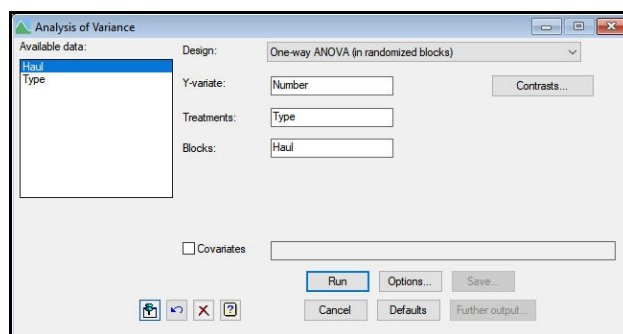 Analysis of Variance
Available data:
Haul
Type
Design: One-way ANOVA (in randomized blocks)
Y-variate: Number Contrasts...
Treatments: Type
Blocks: Haul
Covariates
Run Options... Save...
Cancel Defaults Further output...